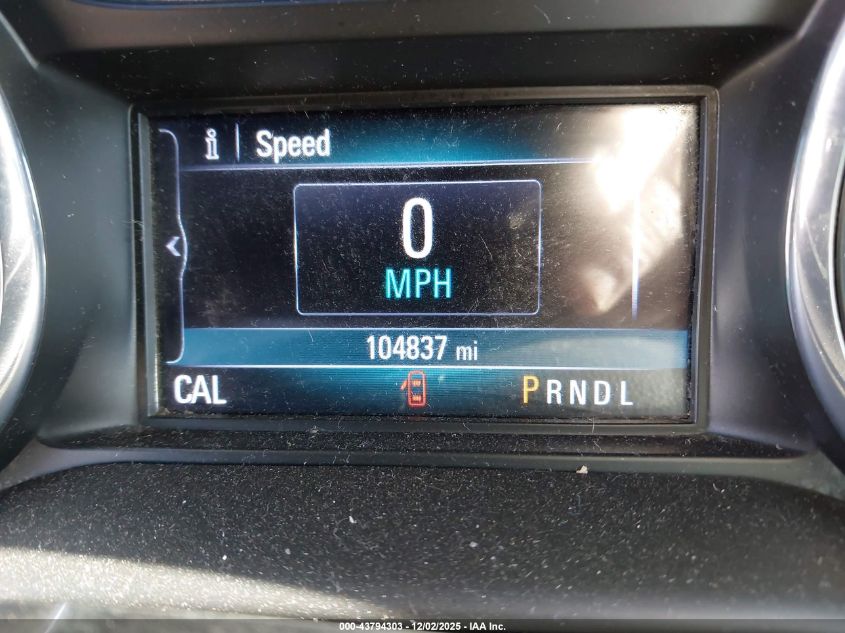 i Speed
0
MPH
104837 mi
CAL PRNDL
000-43794303 - 12/02/2025 - IAA Inc.